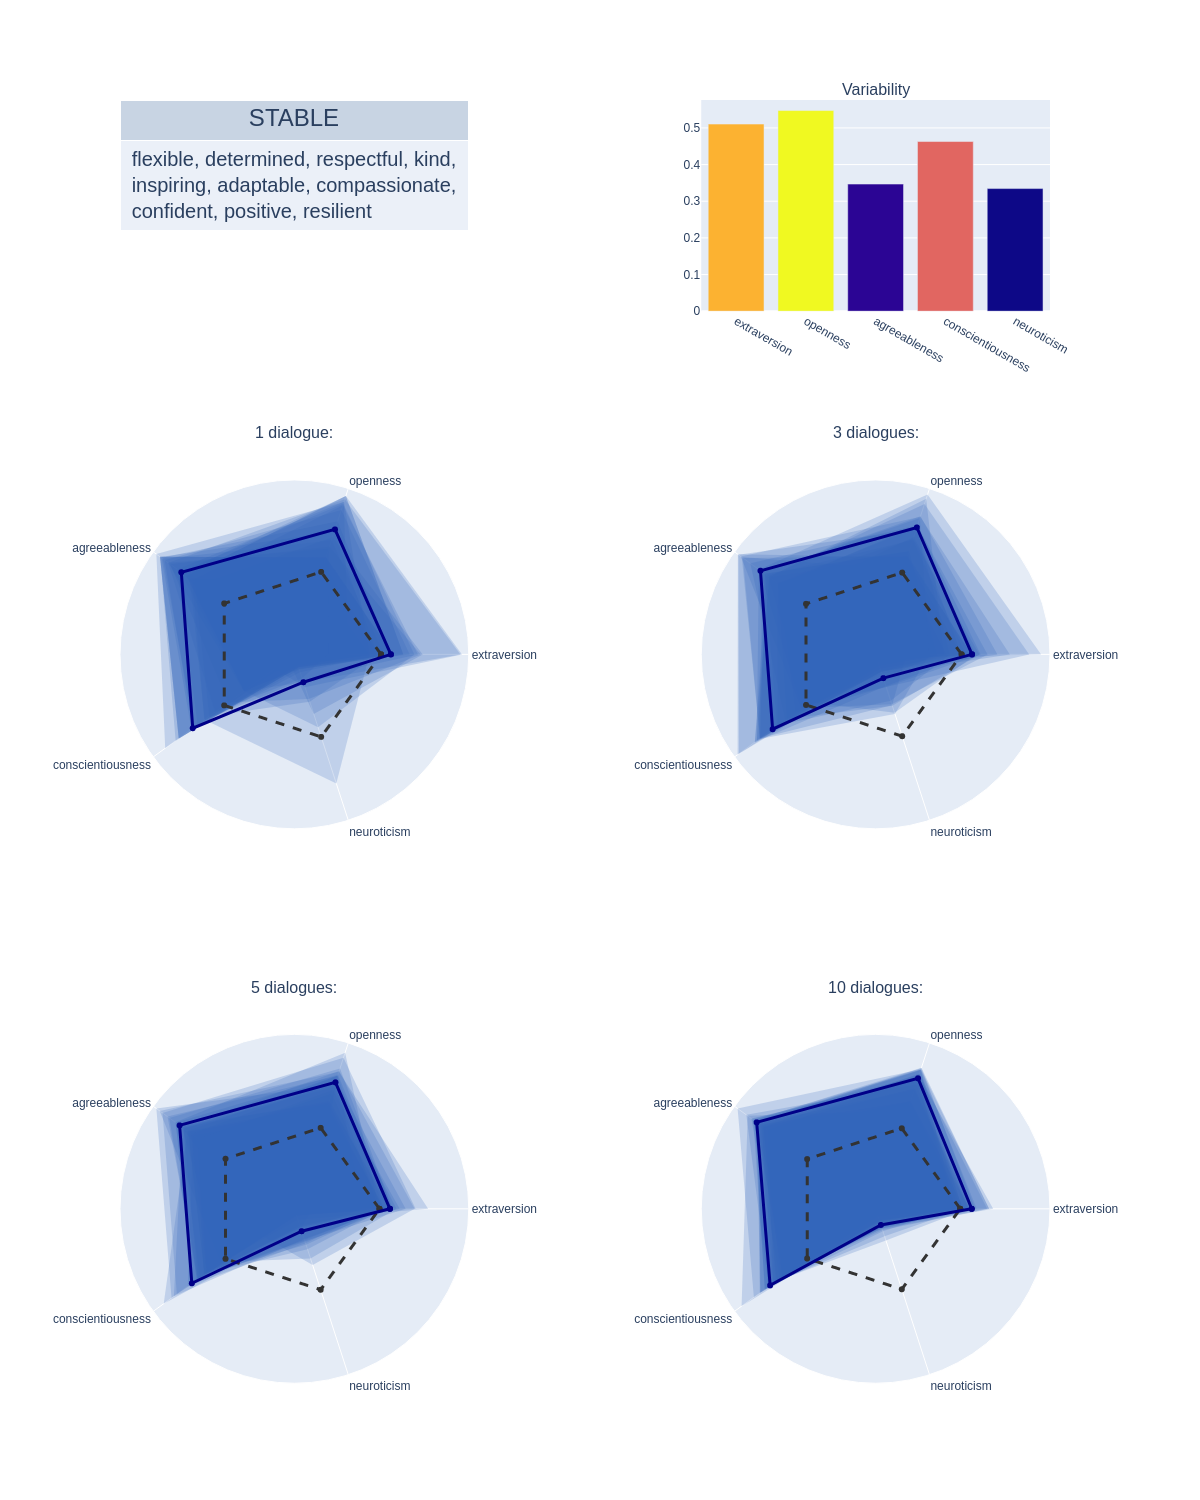 STABLE
flexible, determined, respectful, kind,
inspiring, adaptable, compassionate,
confident, positive, resilient
Variability
0.5
0.4
0.3
0.2
0.1
0
extraversion
openness
agreeableness
conscientiousness
neuroticism
1 dialogue:
openness
agreeableness
extraversion
conscientiousness
neuroticism
3 dialogues:
openness
agreeableness
extraversion
conscientiousness
neuroticism
5 dialogues:
openness
agreeableness
extraversion
conscientiousness
neuroticism
10 dialogues:
openness
agreeableness
extraversion
conscientiousness
neuroticism